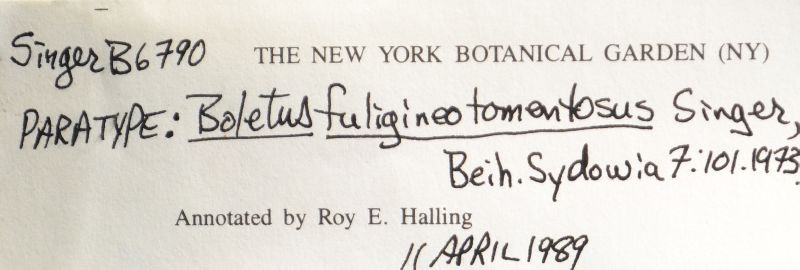 Singer B6790 THE NEW YORK BOTANICAL GARDEN (NY)
PARATYPE: Boletus fuligineotomentosus Singer,
Beih. Sydowia 7:101.1973.
Annotated by Roy E. Halling
11 APRIL 1989